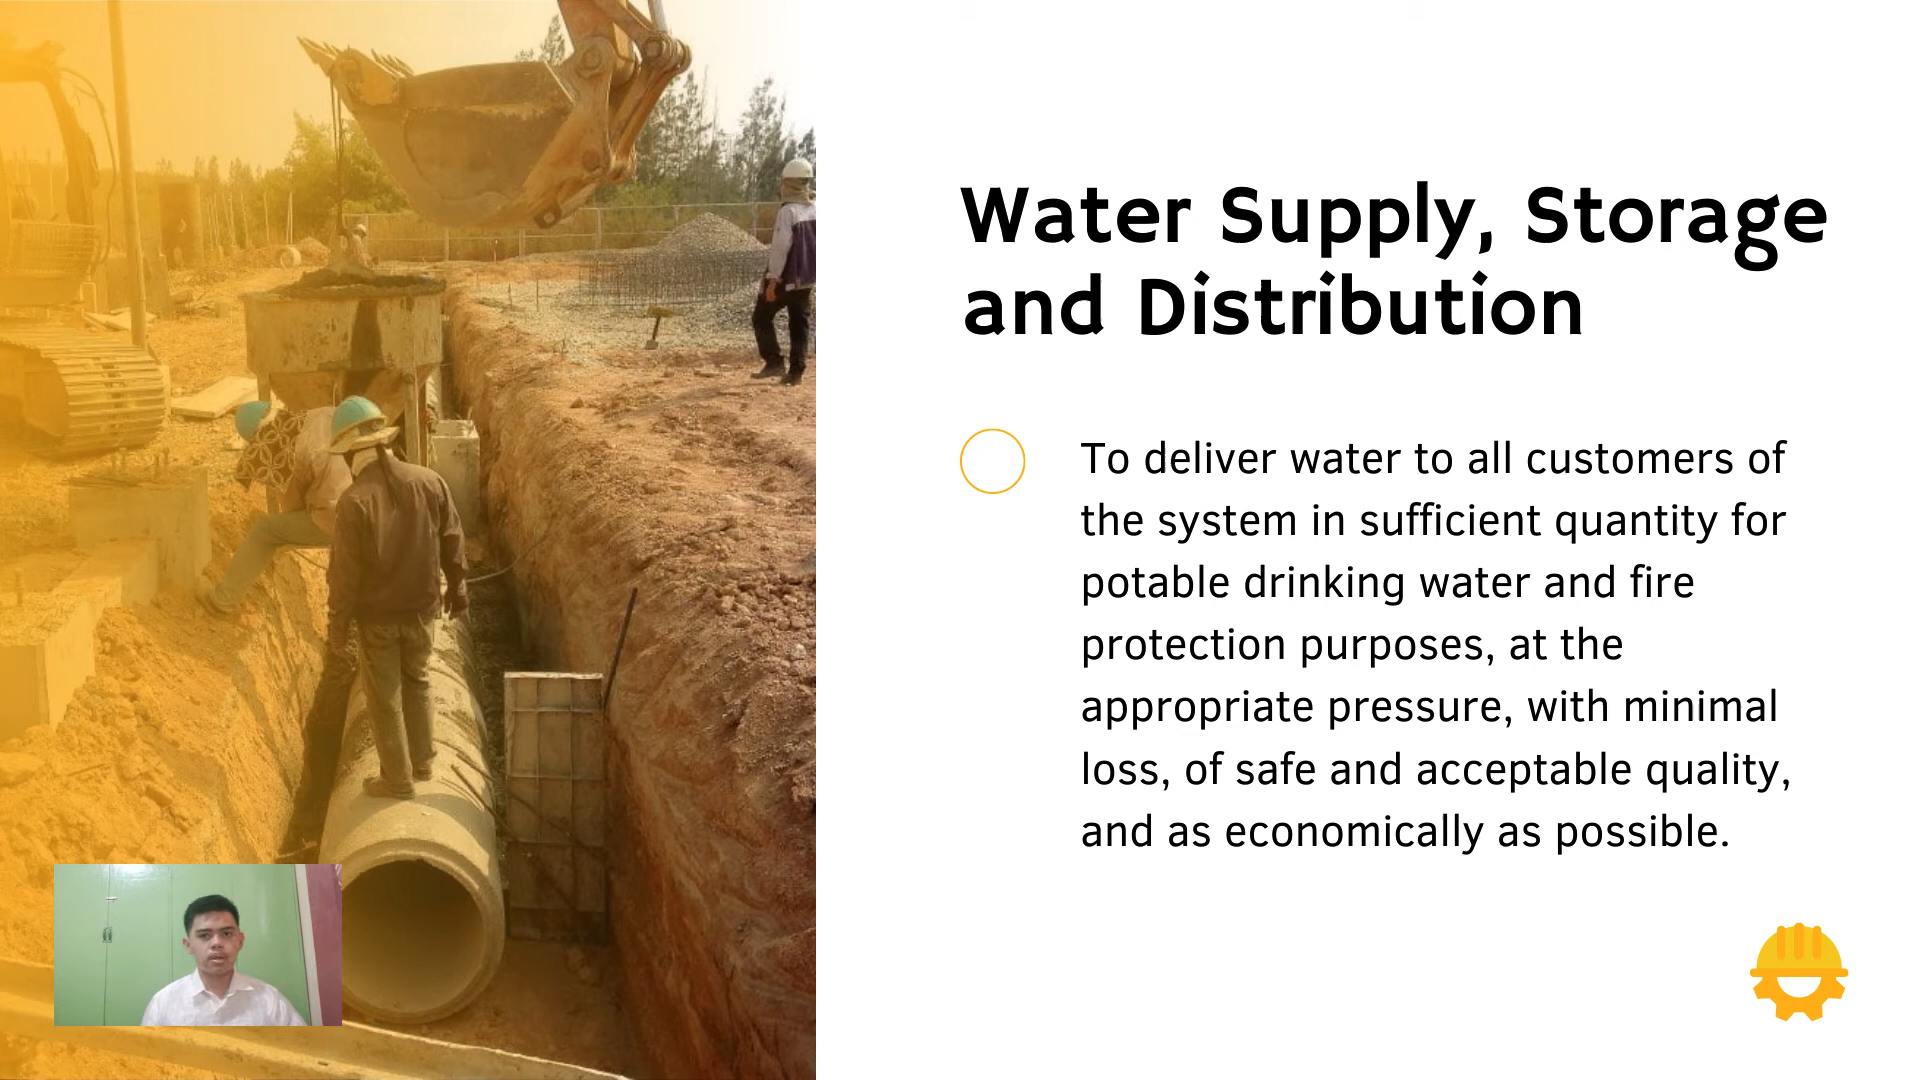 Water Supply, Storage
and Distribution
To deliver water to all customers of
the system in sufficient quantity for
potable drinking water and fire
protection purposes, at the
appropriate pressure, with minimal
loss, of safe and acceptable quality,
and as economically as possible.